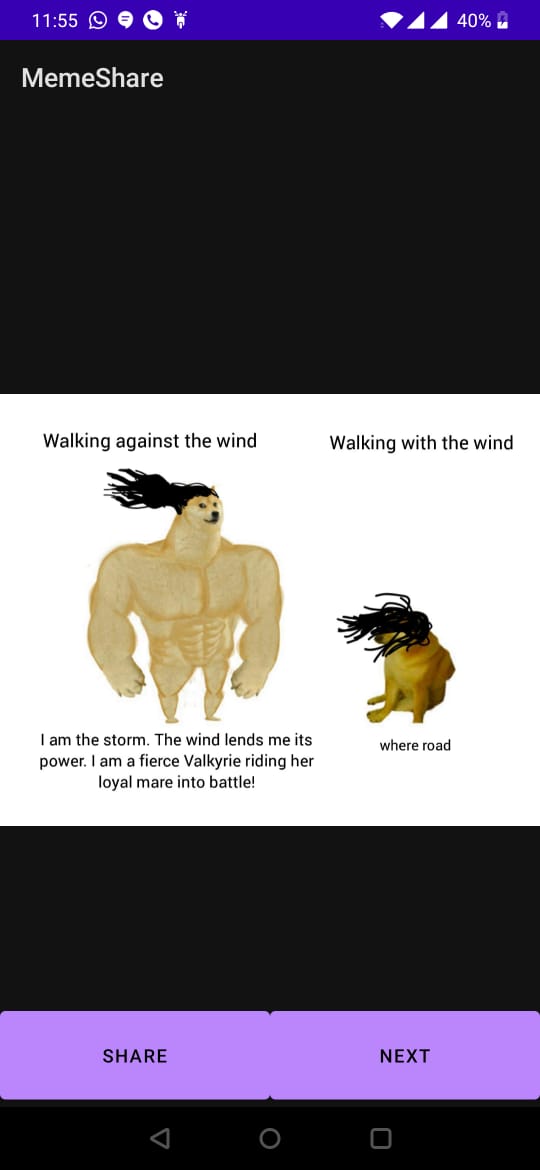 11:55
40%
MemeShare
Walking against the wind
Walking with the wind
I am the storm. The wind lends me its
power. I am a fierce Valkyrie riding her
loyal mare into battle!
where road
SHARE
NEXT